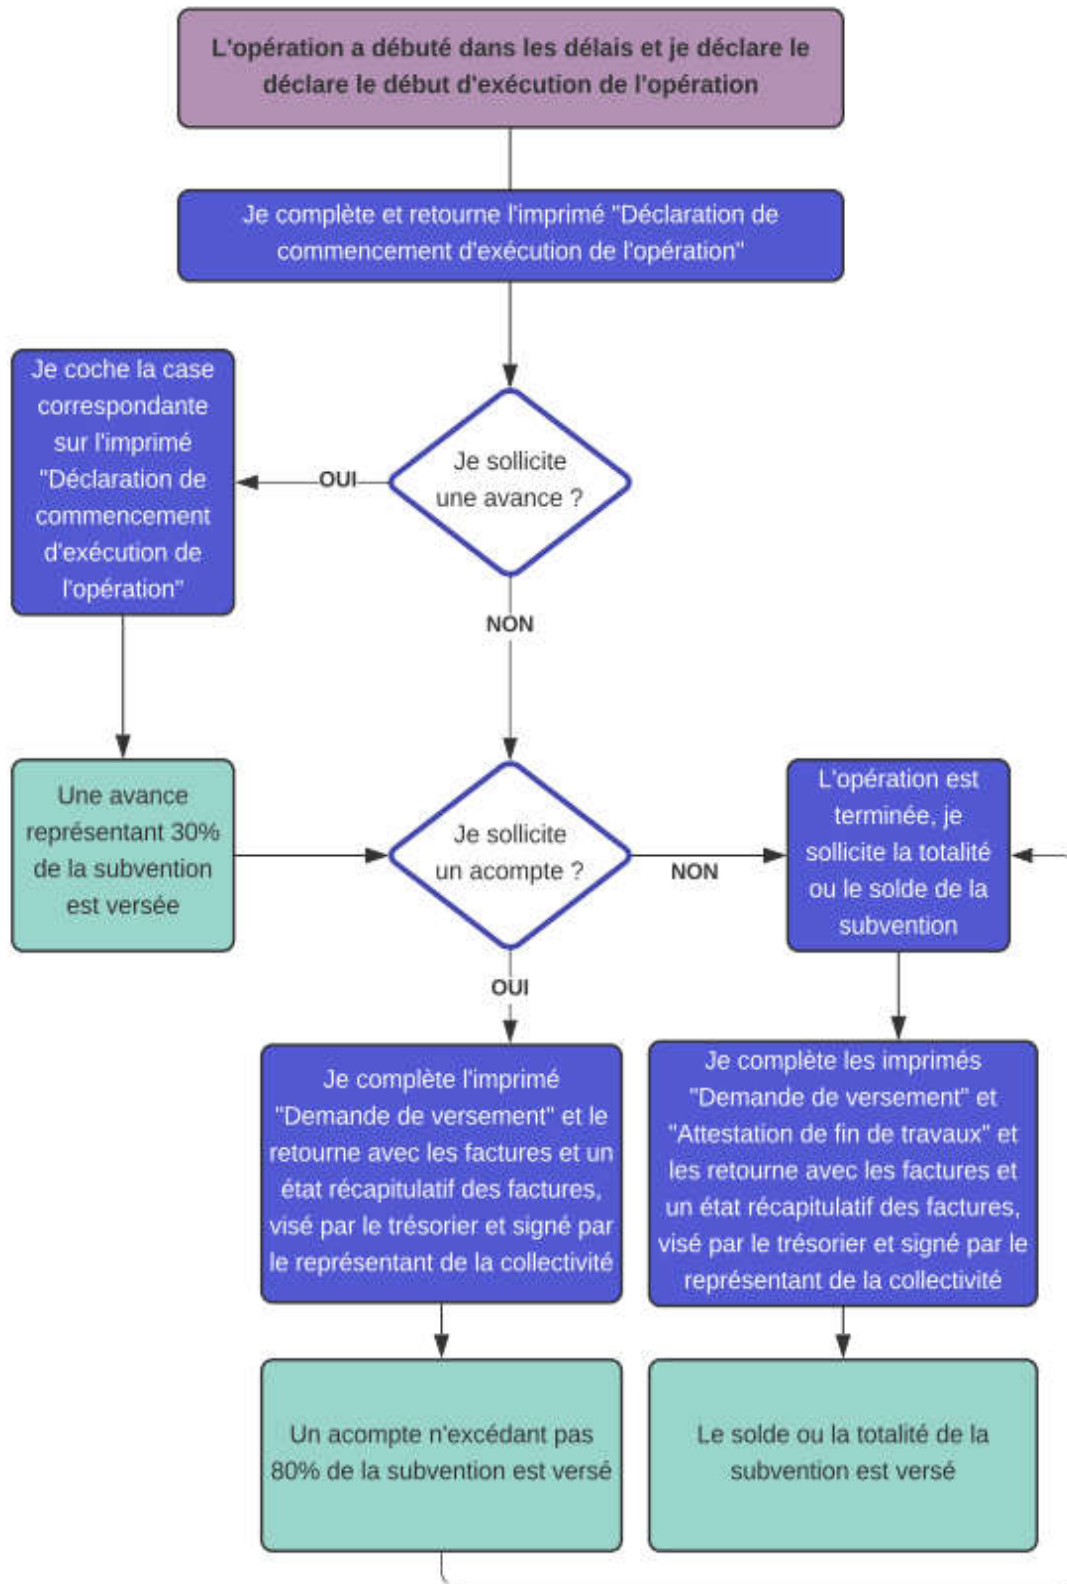 L'opération a débuté dans les délais et je déclare le
déclare le début d'exécution de l'opération
Je complète et retourne l'imprimé "Déclaration de
commencement d'exécution de l'opération"
Je sollicite
une avance ?
OUI
Je coche la case
correspondante
sur l'imprimé
"Déclaration de
commencement
d'exécution de
l'opération"
NON
Une avance
représentant 30%
de la subvention
est versée
Je sollicite
un acompte ?
NON
L'opération est
terminée, je
sollicite la totalité
ou le solde de la
subvention
OUI
Je complète l'imprimé
"Demande de versement" et le
retourne avec les factures et un
état récapitulatif des factures,
visé par le trésorier et signé par
le représentant de la collectivité
Je complète les imprimés
"Demande de versement" et
"Attestation de fin de travaux" et
les retourne avec les factures et
un état récapitulatif des factures,
visé par le trésorier et signé par le
représentant de la collectivité
Un acompte n'excédant pas
80% de la subvention est versé
Le solde ou la totalité de la
subvention est versé